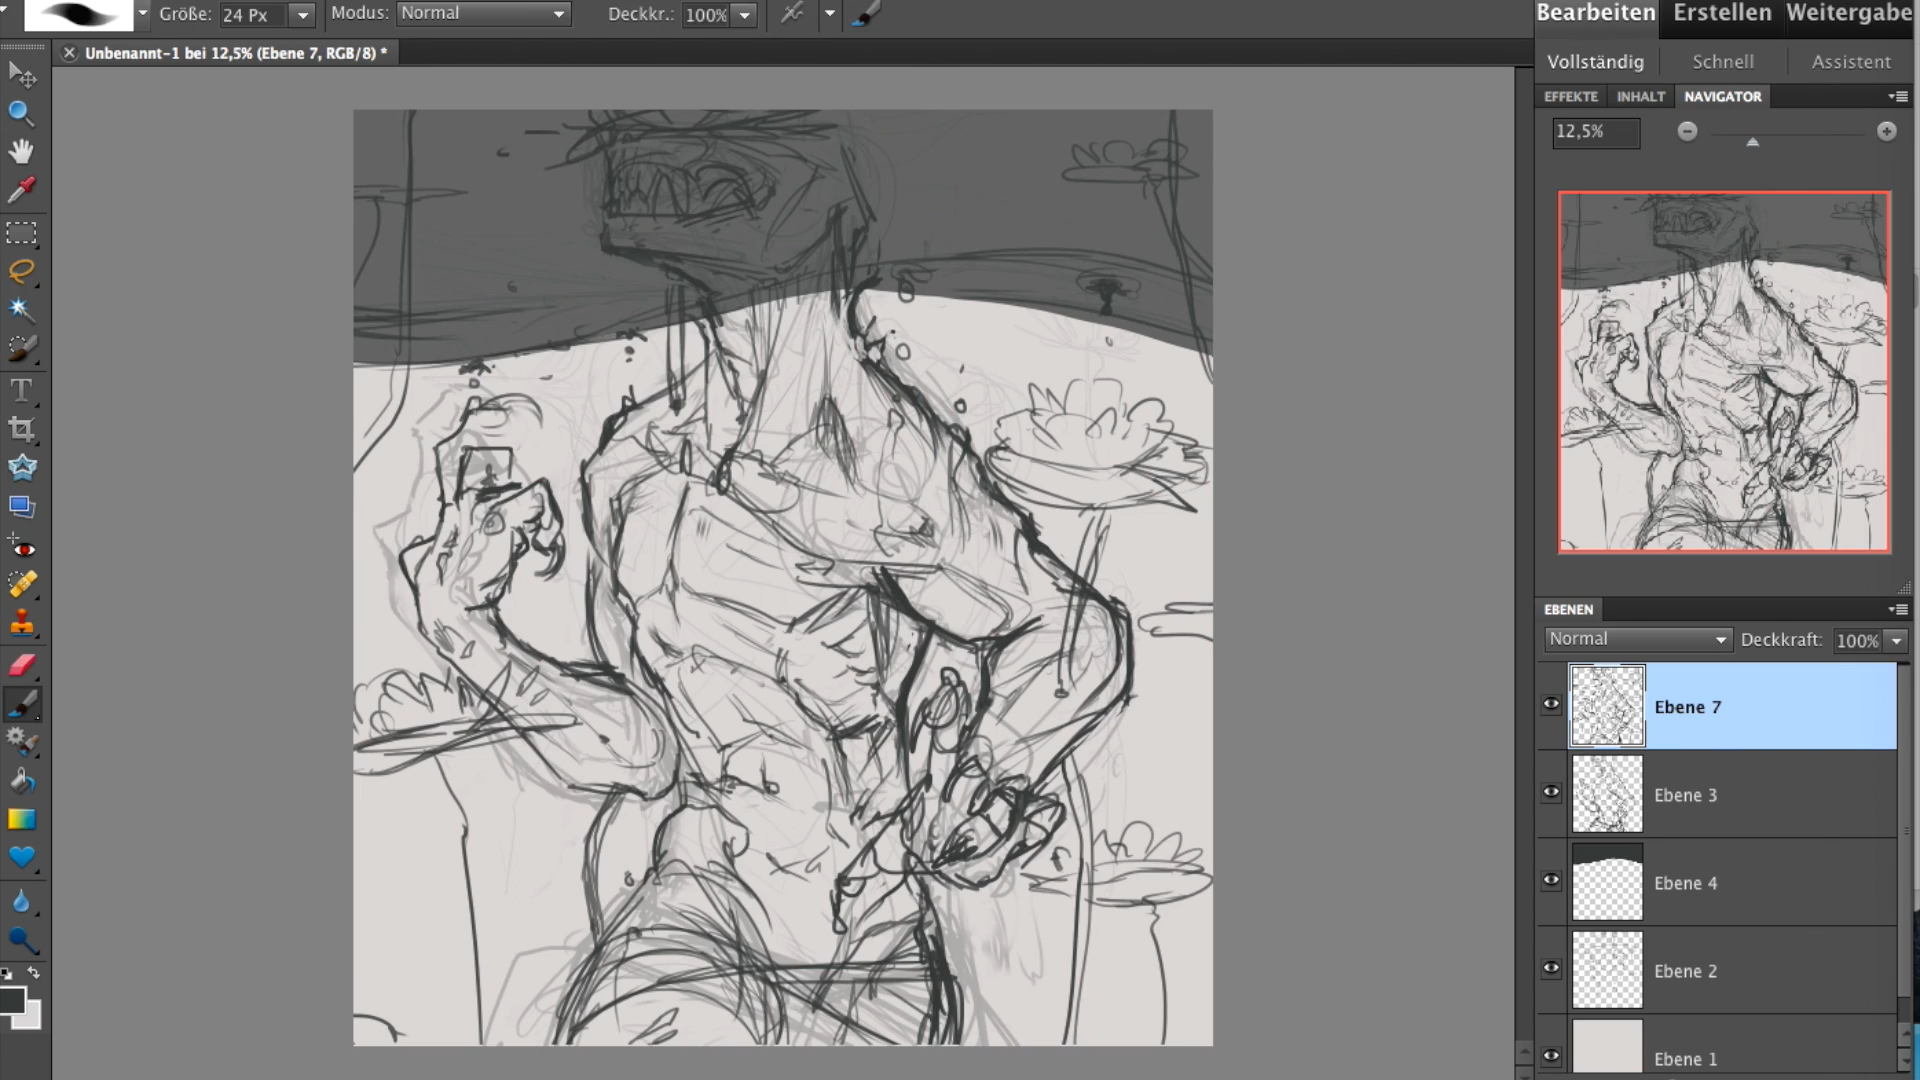 Größe: 24 Px Modus: Normal Deckkr.: 100%
Bearbeiten Erstellen Weitergabe
Unbenannt-1 bei 12,5% (Ebene 7, RGB/8) *
Vollständig Schnell Assistent
EFFEKTE INHALT NAVIGATOR
12,5%
EBENEN
Normal Deckkraft: 100%
Ebene 7
Ebene 3
Ebene 4
Ebene 2
Ebene 1